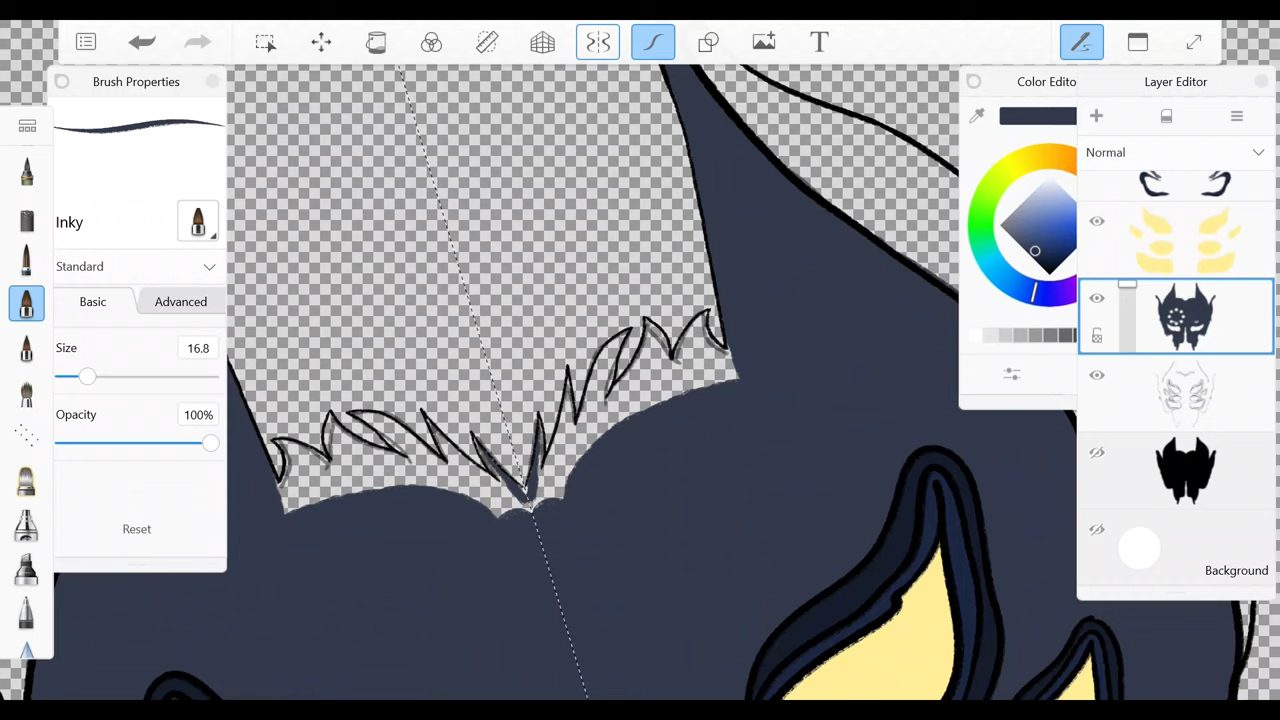 T
Brush Properties
Color Edito
Layer Editor
Normal
Inky
Standard
Basic
Advanced
Size
16.8
Opacity
100%
Reset
Background